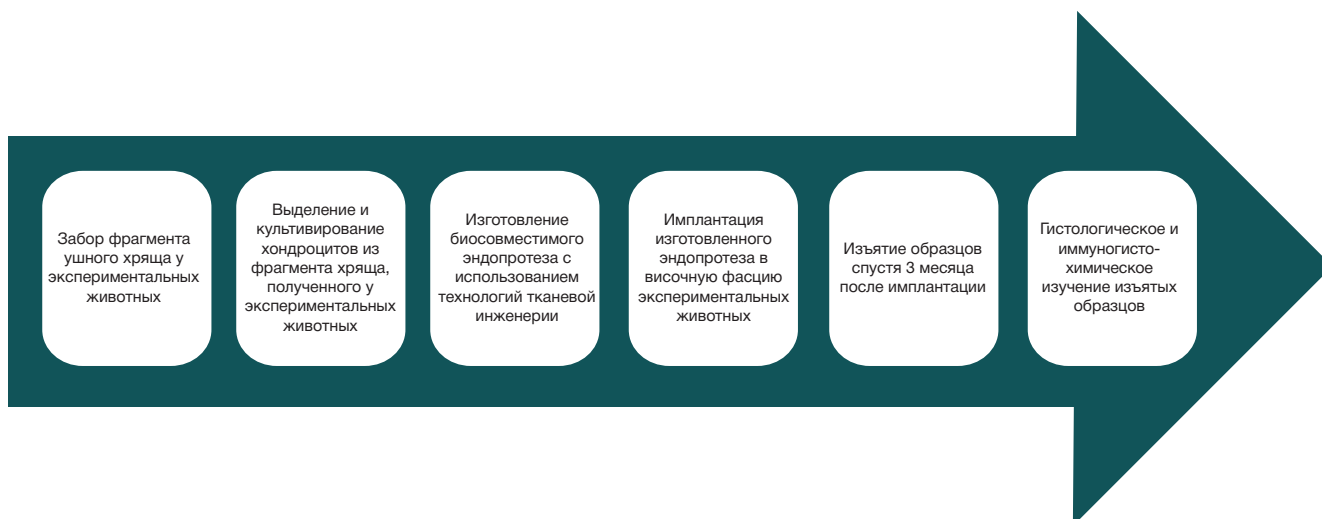 Забор фрагмента
ушного хряща у
экспериментальных
животных
Выделение и
культивирование
хондроцитов из
фрагмента хряща,
полученного у
экспериментальных
животных
Изготовление
биосовместимого
эндопротеза с
использованием
технологий тканевой
инженерии
Имплантация
изготовленного
эндопротеза в
височную фасцию
экспериментальных
животных
Изъятие образцов
спустя 3 месяца
после имплантации
Гистологическое и
иммуногисто-
химическое
изучение изъятых
образцов